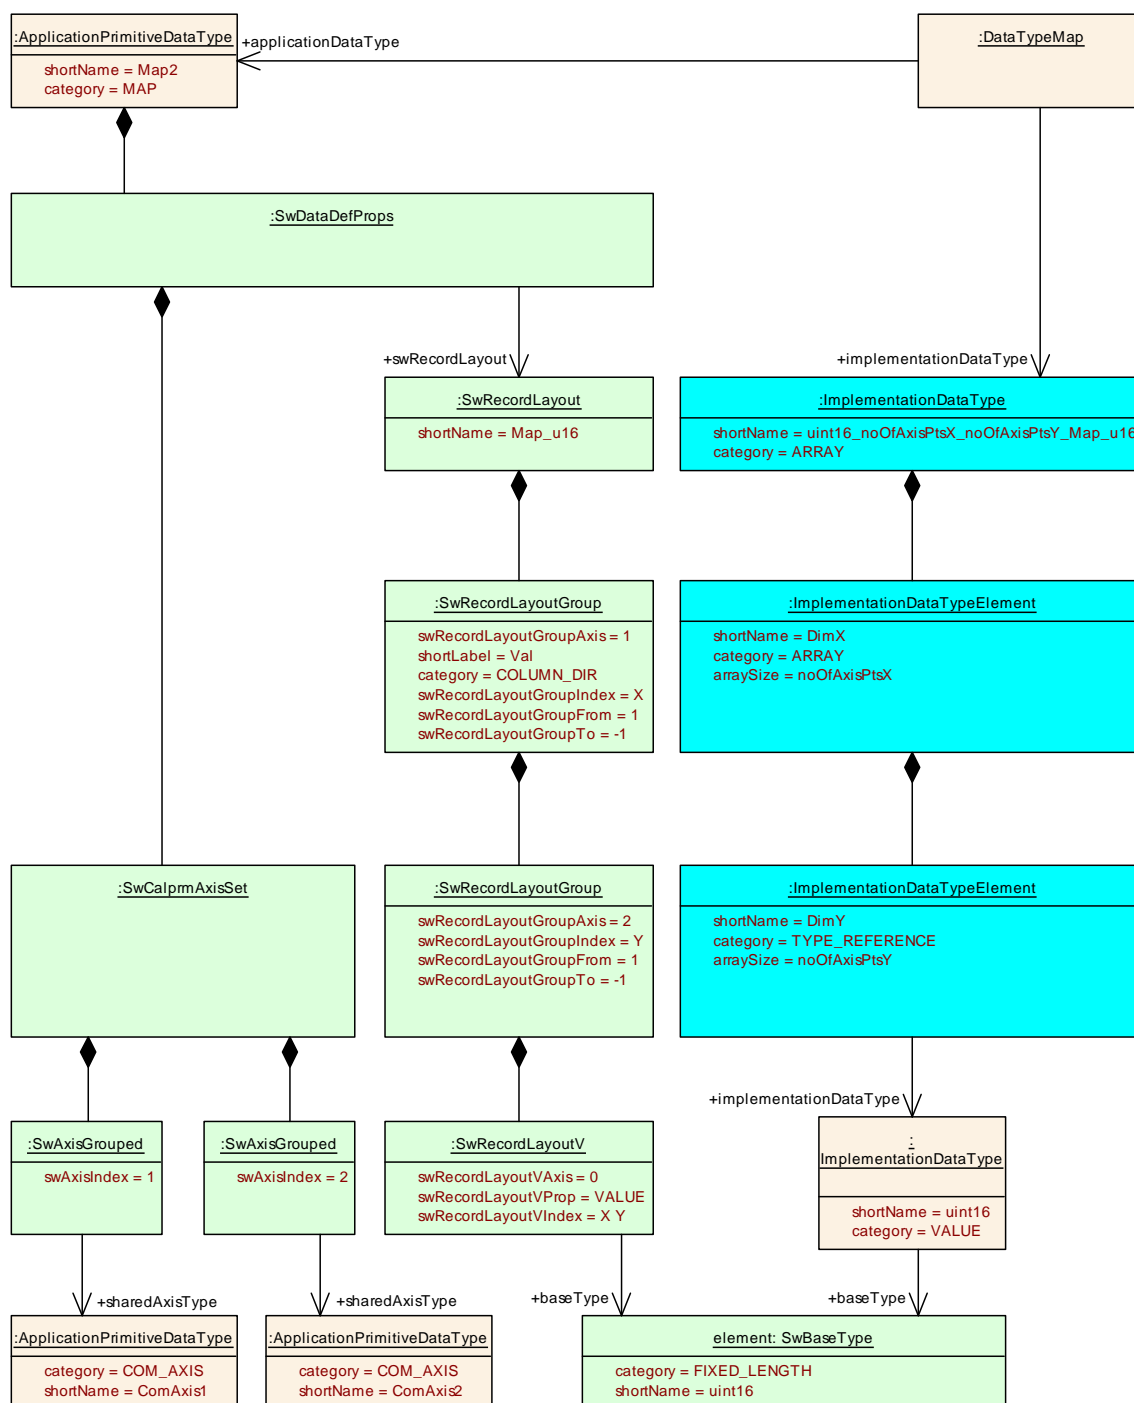 :ApplicationPrimitiveDataType
shortName = Map2
category = MAP
+applicationDataType
:DataTypeMap
:SwDataDefProps
+swRecordLayout
+implementationDataType
:SwRecordLayout
shortName = Map_u16
:ImplementationDataType
shortName = uint16_noOfAxisPtsX_noOfAxisPtsY_Map_u16
category = ARRAY
:SwRecordLayoutGroup
swRecordLayoutGroupAxis = 1
shortLabel = Val
category = COLUMN_DIR
swRecordLayoutGroupIndex = X
swRecordLayoutGroupFrom = 1
swRecordLayoutGroupTo = -1
:ImplementationDataTypeElement
shortName = DimX
category = ARRAY
arraySize = noOfAxisPtsX
:SwCalprmAxisSet
:SwRecordLayoutGroup
swRecordLayoutGroupAxis = 2
swRecordLayoutGroupIndex = Y
swRecordLayoutGroupFrom = 1
swRecordLayoutGroupTo = -1
:ImplementationDataTypeElement
shortName = DimY
category = TYPE_REFERENCE
arraySize = noOfAxisPtsY
+implementationDataType
:SwAxisGrouped
swAxisIndex = 1
:SwAxisGrouped
swAxisIndex = 2
:SwRecordLayoutV
swRecordLayoutVAxis = 0
swRecordLayoutVProp = VALUE
swRecordLayoutVIndex = X Y
:
ImplementationDataType
shortName = uint16
category = VALUE
+sharedAxisType
+sharedAxisType
+baseType
+baseType
:ApplicationPrimitiveDataType
category = COM_AXIS
shortName = ComAxis1
:ApplicationPrimitiveDataType
category = COM_AXIS
shortName = ComAxis2
element: SwBaseType
category = FIXED_LENGTH
shortName = uint16